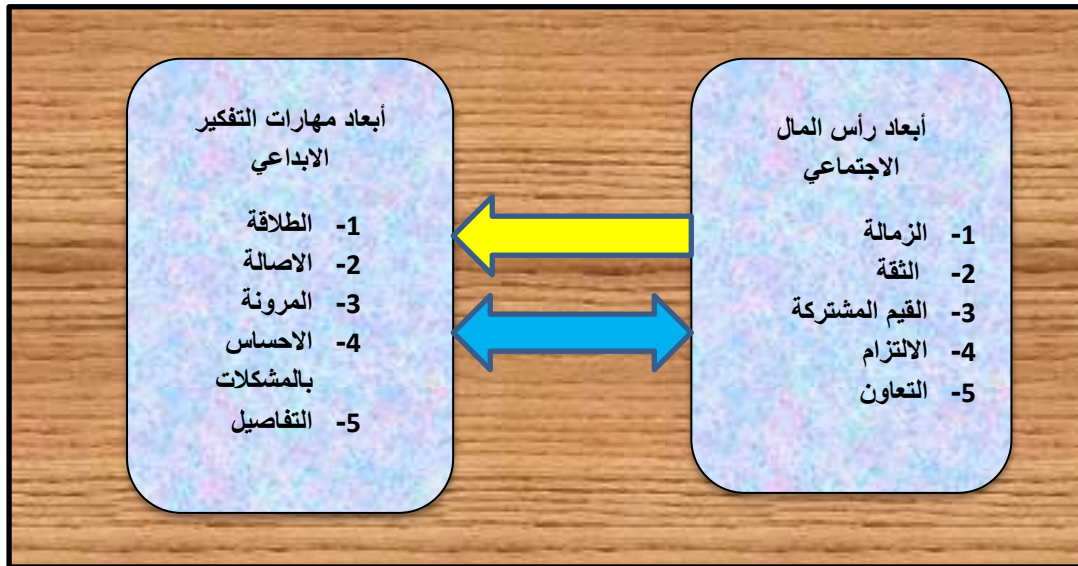 أبعاد رأس المال
الاجتماعي
1- الزمالة
2- الثقة
3- القيم المشتركة
4- الالتزام
5- التعاون
أبعاد مهارات التفكير
الابداعي
1- الطلاقة
2- الاصالة
3- المرونة
4- الاحساس
بالمشكلات
5- التفاصيل